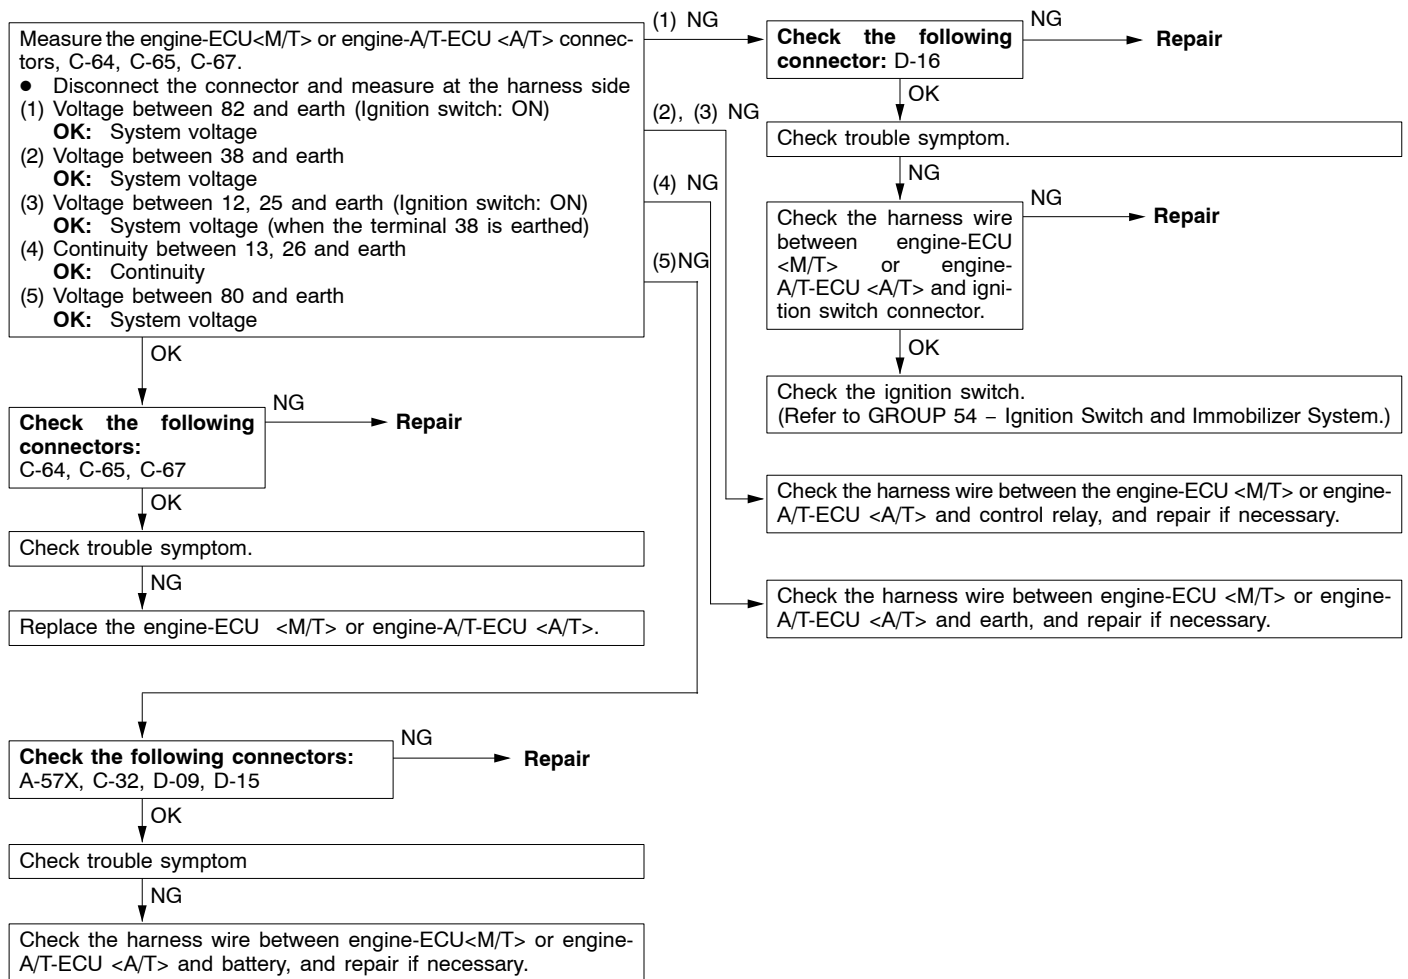 Measure the engine-ECU<M/T> or engine-A/T-ECU <A/T> connec-
tors, C-64, C-65, C-67.
● Disconnect the connector and measure at the harness side
(1) Voltage between 82 and earth (Ignition switch: ON)
OK: System voltage
(2) Voltage between 38 and earth
OK: System voltage
(3) Voltage between 12, 25 and earth (Ignition switch: ON)
OK: System voltage (when the terminal 38 is earthed)
(4) Continuity between 13, 26 and earth
OK: Continuity
(5) Voltage between 80 and earth
OK: System voltage
(1) NG
Check the following
connector: D-16
NG
Repair
OK
Check trouble symptom.
NG
Check the harness wire
between engine-ECU
<M/T> or engine-
A/T-ECU <A/T> and igni-
tion switch connector.
NG
Repair
OK
Check the ignition switch.
(Refer to GROUP 54 – Ignition Switch and Immobilizer System.)
(2), (3) NG
Check the harness wire between the engine-ECU <M/T> or engine-
A/T-ECU <A/T> and control relay, and repair if necessary.
(4) NG
Check the harness wire between engine-ECU <M/T> or engine-
A/T-ECU <A/T> and earth, and repair if necessary.
(5)NG
OK
Check the following
connectors:
C-64, C-65, C-67
NG
Repair
OK
Check trouble symptom.
NG
Replace the engine-ECU <M/T> or engine-A/T-ECU <A/T>.
Check the following connectors:
A-57X, C-32, D-09, D-15
NG
Repair
OK
Check trouble symptom
NG
Check the harness wire between engine-ECU<M/T> or engine-
A/T-ECU <A/T> and battery, and repair if necessary.